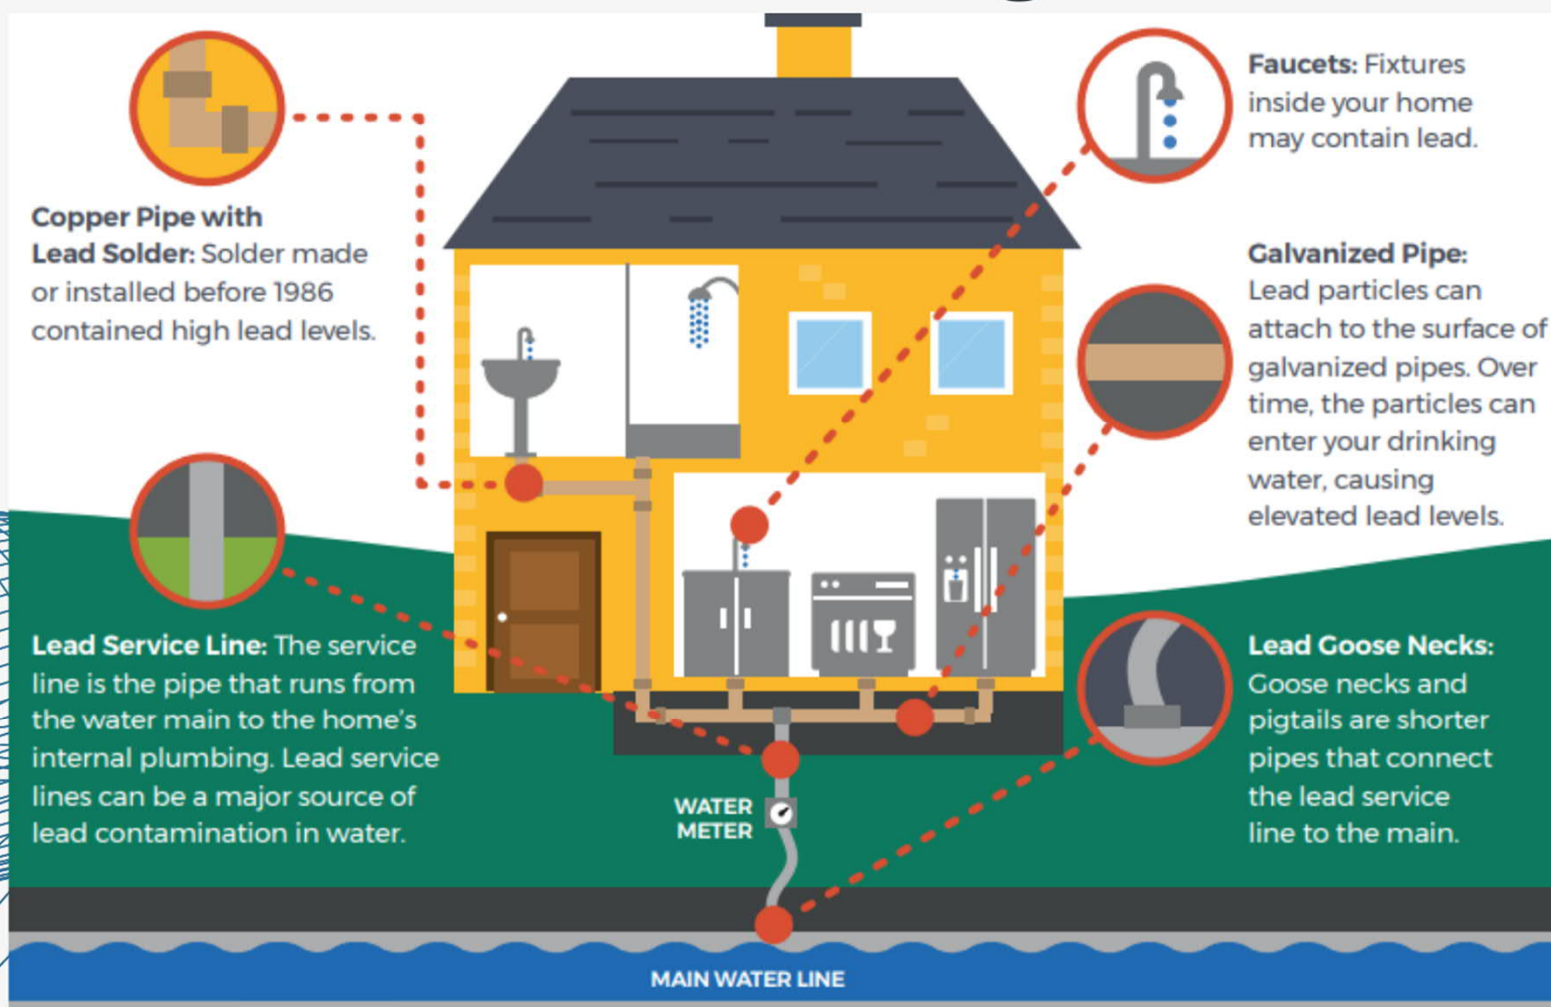 Copper Pipe with
Lead Solder: Solder made
or installed before 1986
contained high lead levels.
Lead Service Line: The service
line is the pipe that runs from
the water main to the home's
internal plumbing. Lead service
lines can be a major source of
lead contamination in water.
Faucets: Fixtures
inside your home
may contain lead.
Galvanized Pipe:
Lead particles can
attach to the surface of
galvanized pipes. Over
time, the particles can
enter your drinking
water, causing
elevated lead levels.
Lead Goose Necks:
Goose necks and
pigtails are shorter
pipes that connect
the lead service
line to the main.
WATER
METER
MAIN WATER LINE